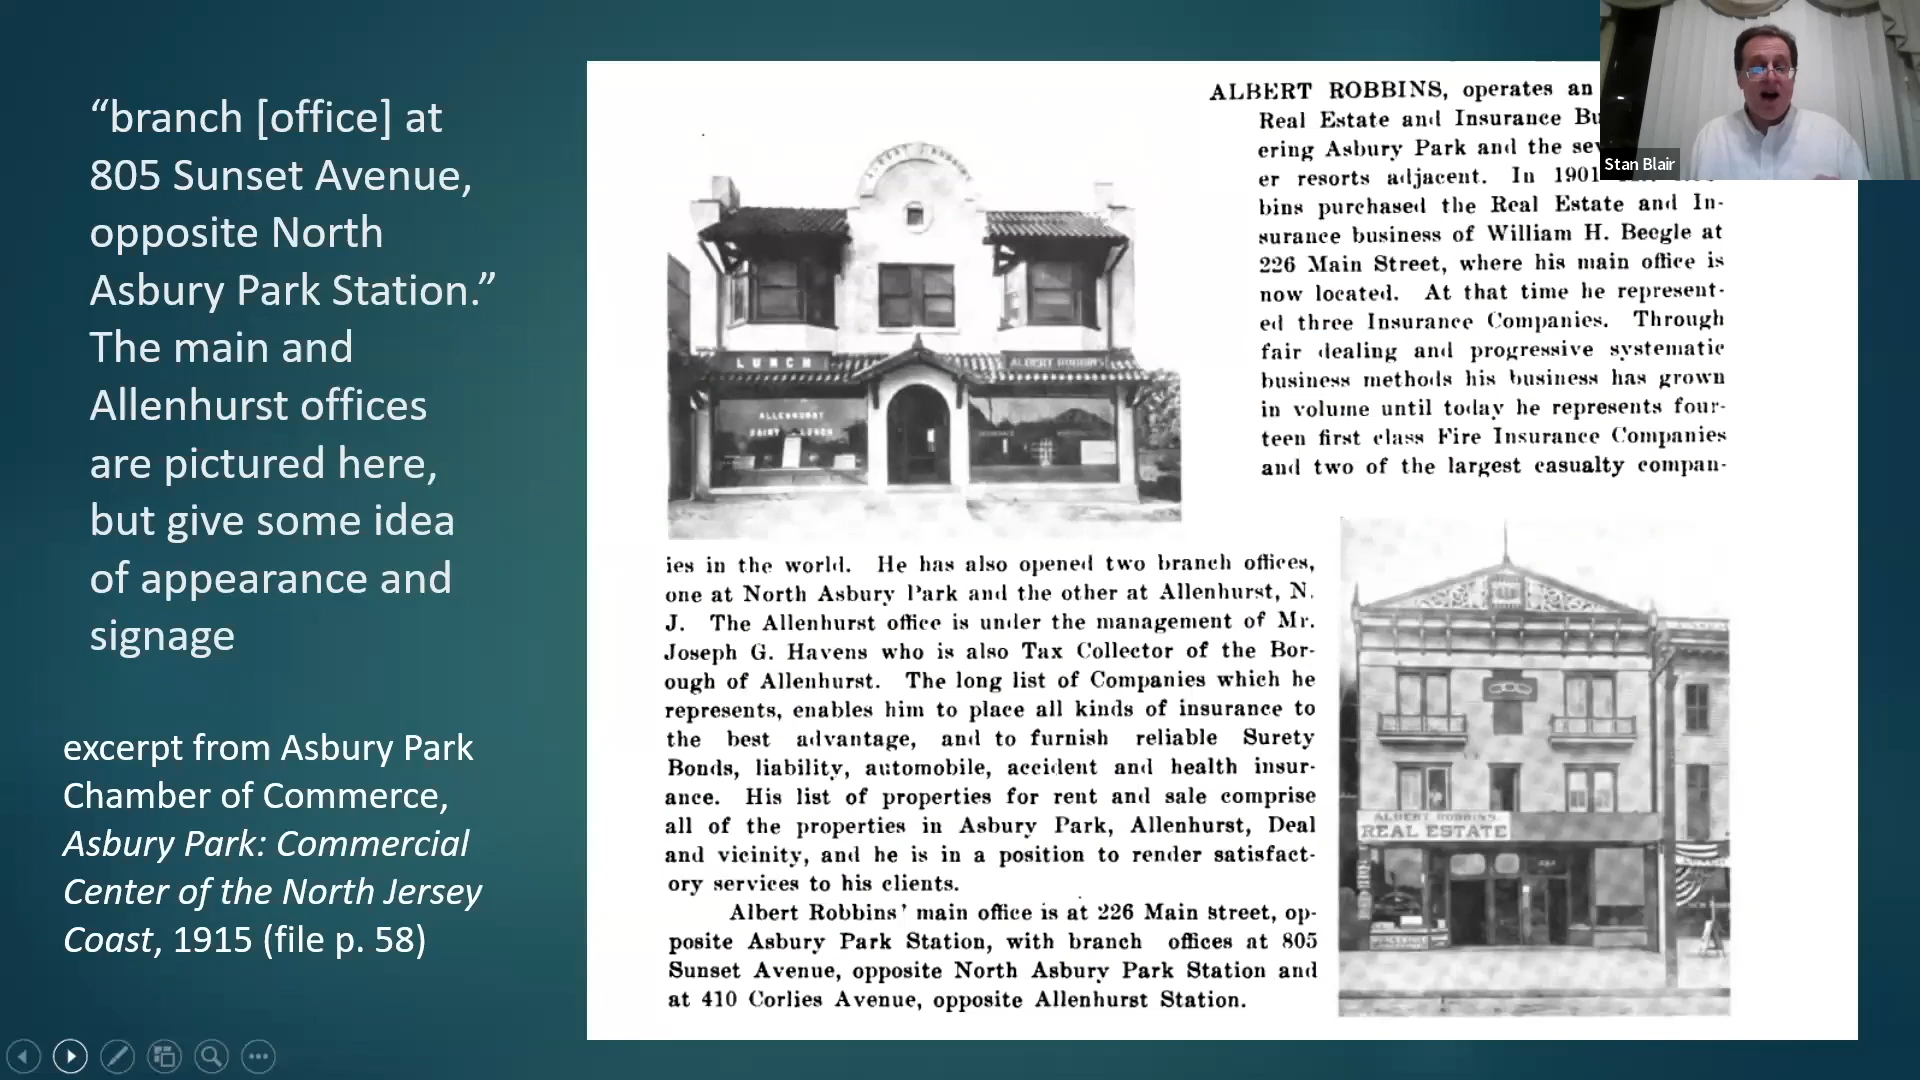 “branch [office] at
805 Sunset Avenue,
opposite North
Asbury Park Station.”
The main and
Allenhurst offices
are pictured here,
but give some idea
of appearance and
signage
excerpt from Asbury Park
Chamber of Commerce,
Asbury Park: Commercial
Center of the North Jersey
Coast, 1915 (file p. 58)
ALBERT ROBBINS, operates an
Real Estate and Insurance
ering Asbury Park and the
er resorts adjacent. In 1901
bins purchased the Real Estate and In-
surance business of William H. Beegle at
226 Main Street, where his main office is
now located. At that time he represent-
ed three Insurance Companies. Through
fair dealing and progressive systematic
business methods his business has grown
in volume until today he represents four-
teen first class Fire Insurance Companies
and two of the largest casualty compan-
LUNCH
ALBERT ROBBINS
ALLENHURST
LUNCH
ies in the world. He has also opened two branch offices,
one at North Asbury Park and the other at Allenhurst, N.
J. The Allenhurst office is under the management of Mr.
Joseph G. Havens who is also Tax Collector of the Bor-
ough of Allenhurst. The long list of Companies which he
represents, enables him to place all kinds of insurance to
the best advantage, and to furnish reliable Surety
Bonds, liability, automobile, accident and health insur-
ance. His list of properties for rent and sale comprise
all of the properties in Asbury Park, Allenhurst, Deal
and vicinity, and he is in a position to render satisfact-
ory services to his clients.
Albert Robbins' main office is at 226 Main street, op-
posite Asbury Park Station, with branch offices at 805
Sunset Avenue, opposite North Asbury Park Station and
at 410 Corlies Avenue, opposite Allenhurst Station.
ALBERT ROBBINS
REAL ESTATE
Stan Blair